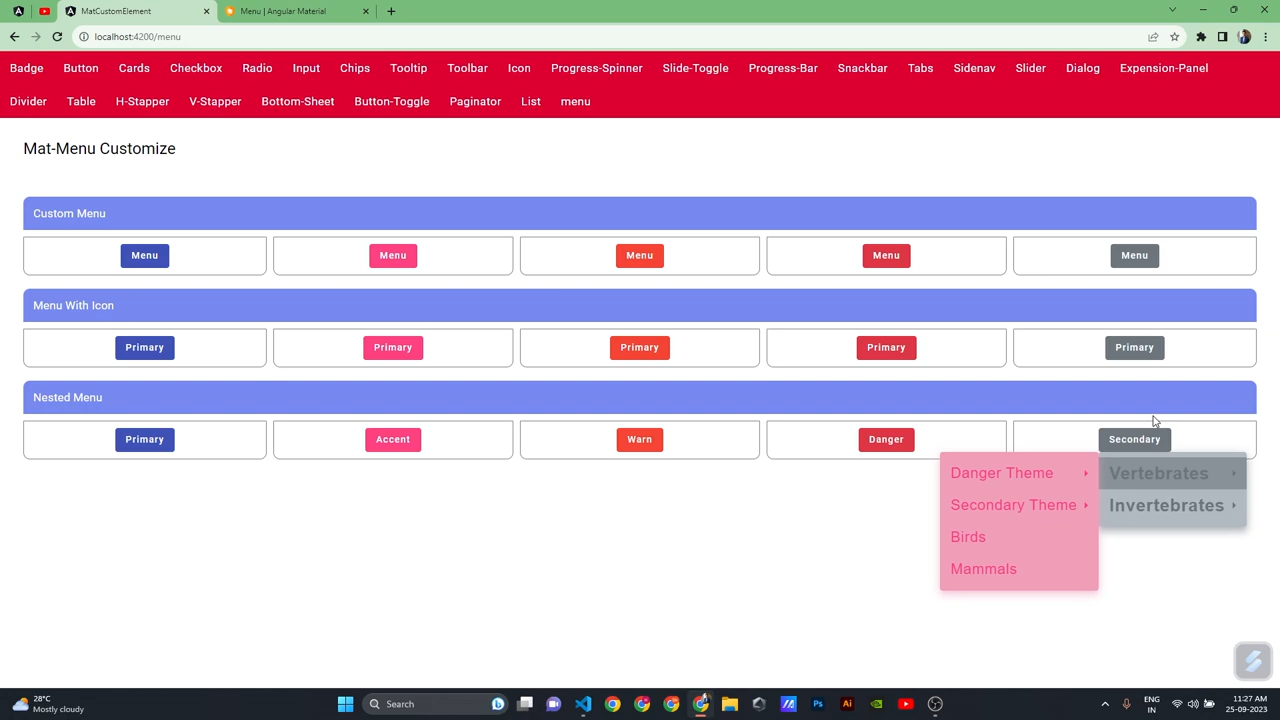 MatCustomElement
Menu | Angular Material
localhost:4200/menu
Badge Button Cards Checkbox Radio Input Chips Tooltip Toolbar Icon Progress-Spinner Slide-Toggle Progress-Bar Snackbar Tabs Sidenav Slider Dialog Expension-Panel
Divider Table H-Stapper V-Stapper Bottom-Sheet Button-Toggle Paginator List menu
Mat-Menu Customize
Custom Menu
Menu Menu Menu Menu Menu
Menu With Icon
Primary Primary Primary Primary Primary
Nested Menu
Primary Accent Warn Danger Secondary
Danger Theme Vertebrates
Secondary Theme Invertebrates
Birds
Mammals
28°C
Mostly cloudy
Search
Ps
Ai
ENG
IN
11:27 AM
25-09-2023